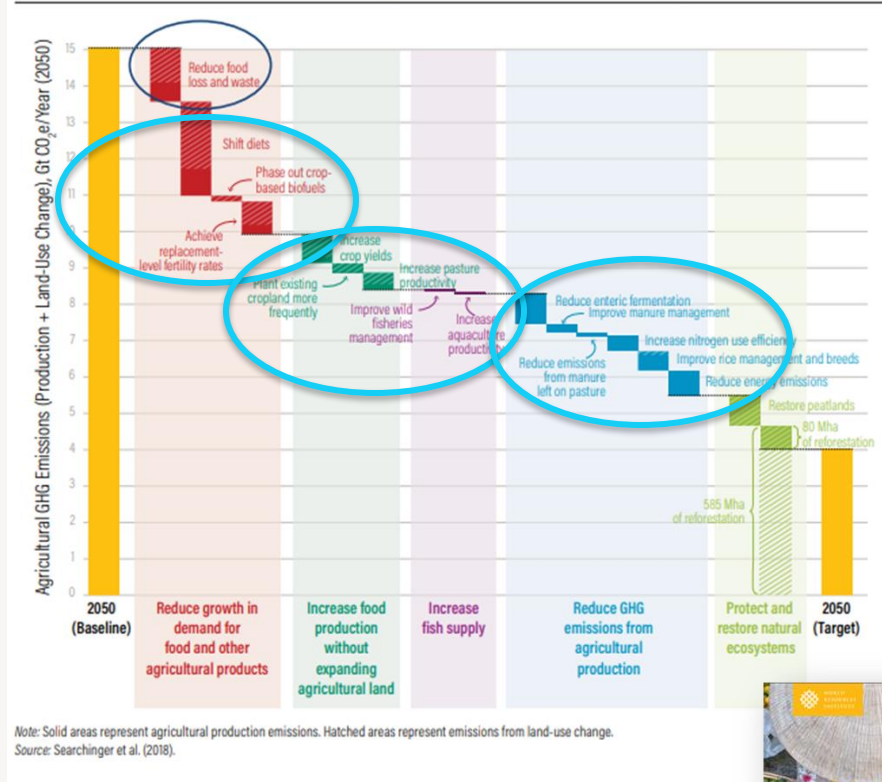 Agricultural GHG Emissions (Production + Land-Use Change), Gt CO₂e/Year (2050)
15
14
13
12
11
10
9
8
7
6
5
4
3
2
1
0
Reduce food
loss and waste
Shift diets
Phase out crop-
based biofuels
Achieve
replacement-
level fertility rates
Increase
crop yields
Plant existing
cropland more
frequently
Increase pasture
productivity
Improve wild
fisheries
management
Increase
aquaculture
productivity
Reduce enteric fermentation
Improve manure management
Reduce emissions
from manure
left on pasture
Increase nitrogen use efficiency
Improve rice management and breeds
Reduce energy emissions
Restore peatlands
80 Mha
of reforestation
585 Mha
of reforestation
2050
(Baseline)
Reduce growth in
demand for
food and other
agricultural products
Increase food
production
without
expanding
agricultural land
Increase
fish supply
Reduce GHG
emissions from
agricultural
production
Protect and
restore natural
ecosystems
2050
(Target)
WORLD
RESOURCES
INSTITUTE
Note: Solid areas represent agricultural production emissions. Hatched areas represent emissions from land-use change.
Source: Searchinger et al. (2018).